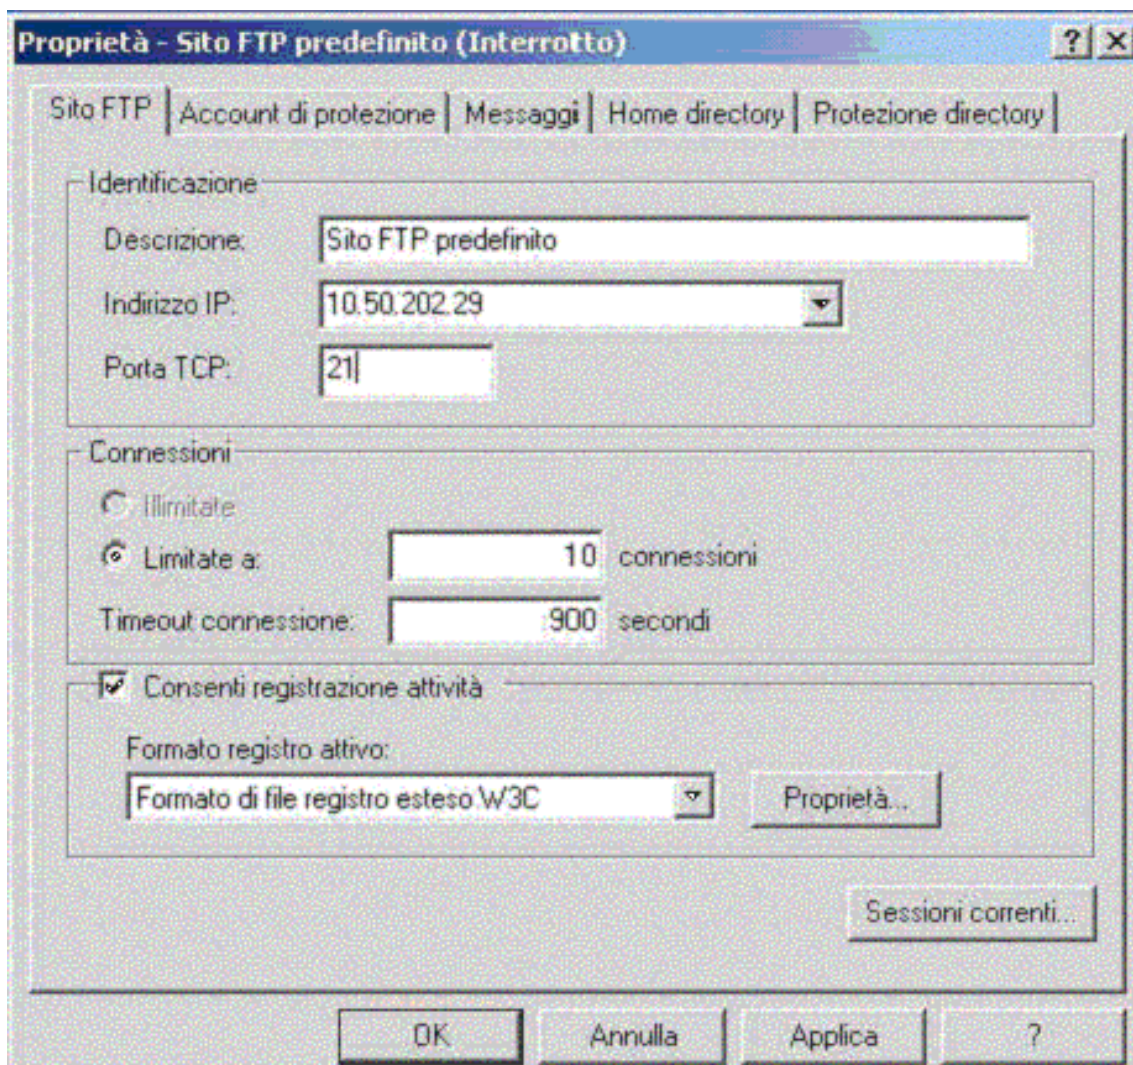 Proprietà - Sito FTP predefinito (Interrotto)
Sito FTP Account di protezione Messaggi Home directory Protezione directory
Identificazione
Descrizione: Sito FTP predefinito
Indirizzo IP: 10.50.202.29
Porta TCP: 21
Connessioni
Illimitate
Limitate a: 10 connessioni
Timeout connessione: 900 secondi
Consenti registrazione attività
Formato registro attivo:
Formato di file registro esteso W3C Proprietà...
Sessioni correnti...
OK Annulla Applica ?